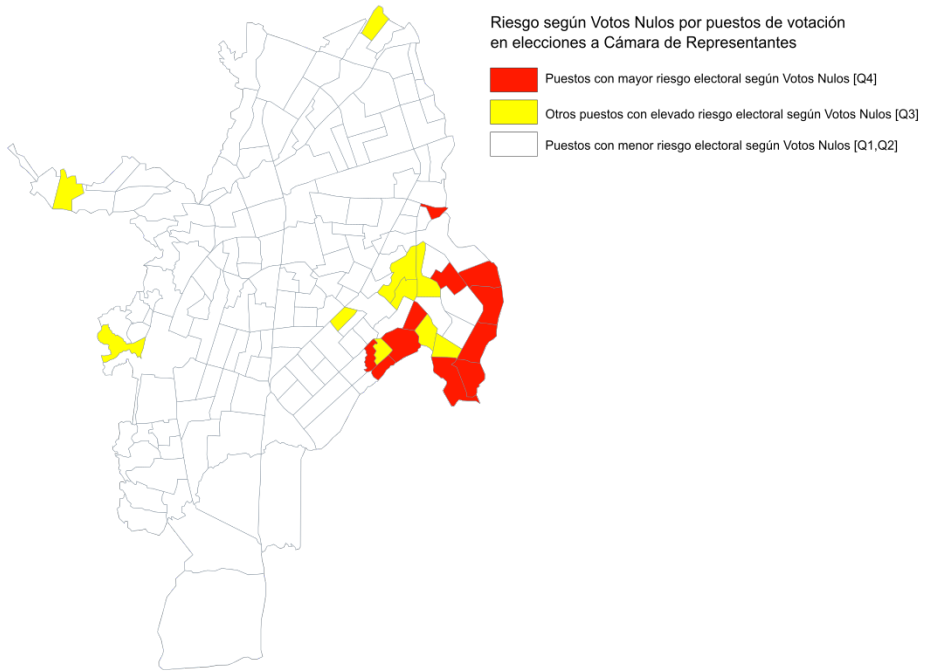 Riesgo según Votos Nulos por puestos de votación
en elecciones a Cámara de Representantes
Puestos con mayor riesgo electoral según Votos Nulos [Q4]
Otros puestos con elevado riesgo electoral según Votos Nulos [Q3]
Puestos con menor riesgo electoral según Votos Nulos [Q1,Q2]